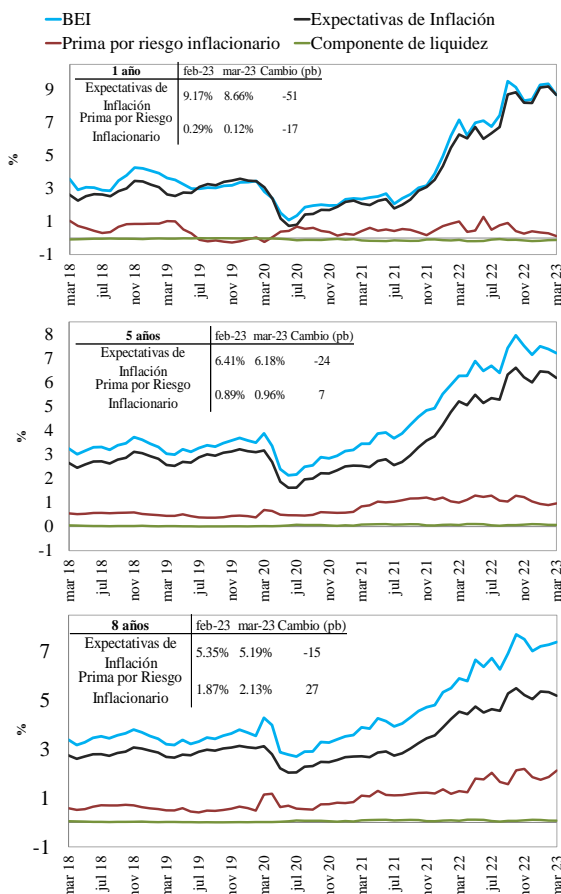 BEI
Expectativas de Inflación
Prima por riesgo inflacionario
Componente de liquidez
1 año feb-23 mar-23 Cambio (pb)
Expectativas de Inflación 9.17% 8.66% -51
Prima por Riesgo Inflacionario 0.29% 0.12% -17
%
9
7
5
3
1
-1
mar 18
jul 18
nov 18
mar 19
jul 19
nov 19
mar 20
jul 20
nov 20
mar 21
jul 21
nov 21
mar 22
jul 22
nov 22
mar 23
5 años feb-23 mar-23 Cambio (pb)
Expectativas de Inflación 6.41% 6.18% -24
Prima por Riesgo Inflacionario 0.89% 0.96% 7
%
8
7
6
5
4
3
2
1
0
-1
mar 18
jul 18
nov 18
mar 19
jul 19
nov 19
mar 20
jul 20
nov 20
mar 21
jul 21
nov 21
mar 22
jul 22
nov 22
mar 23
8 años feb-23 mar-23 Cambio (pb)
Expectativas de Inflación 5.35% 5.19% -15
Prima por Riesgo Inflacionario 1.87% 2.13% 27
%
7
5
3
1
-1
mar 18
jul 18
nov 18
mar 19
jul 19
nov 19
mar 20
jul 20
nov 20
mar 21
jul 21
nov 21
mar 22
jul 22
nov 22
mar 23